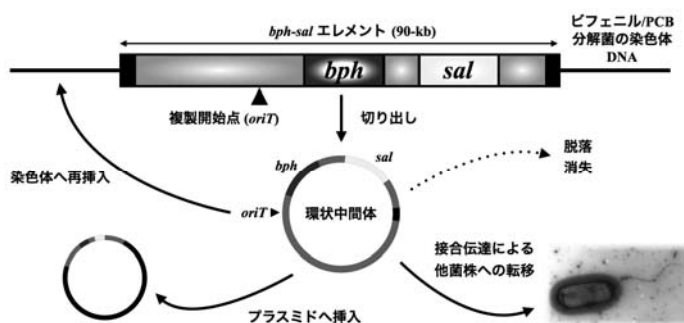 bph-sal エレメント (90-kb)
ビフェニル/PCB
分解菌の染色体
DNA
bph
sal
複製開始点 (oriT)
切り出し
脱落
消失
染色体へ再挿入
bph
sal
oriT
環状中間体
接合伝達による
他菌株への転移
プラスミドへ挿入